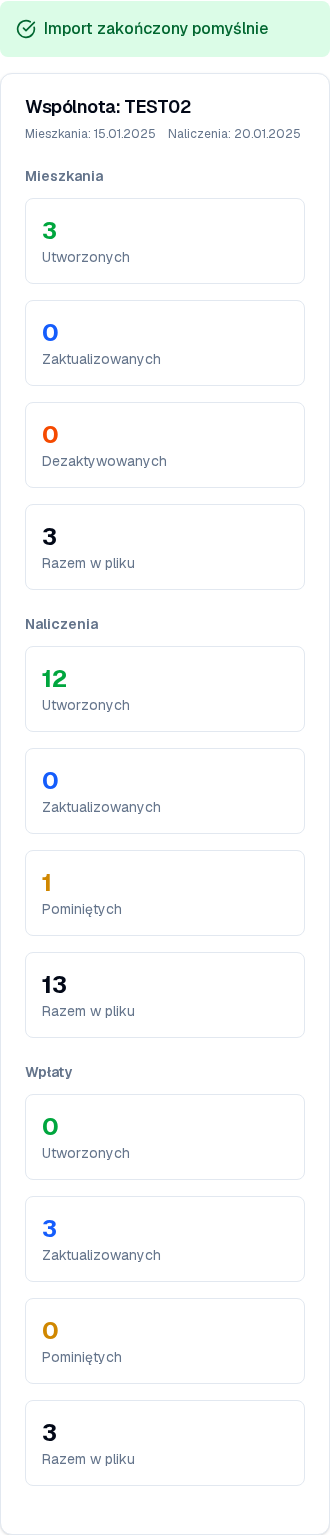 Import zakończony pomyślnie
Wspólnota: TEST02
Mieszkania: 15.01.2025 Naliczenia: 20.01.2025
Mieszkania
3
Utworzonych
0
Zaktualizowanych
0
Dezaktywowanych
3
Razem w pliku
Naliczenia
12
Utworzonych
0
Zaktualizowanych
1
Pominiętych
13
Razem w pliku
Wpłaty
0
Utworzonych
3
Zaktualizowanych
0
Pominiętych
3
Razem w pliku